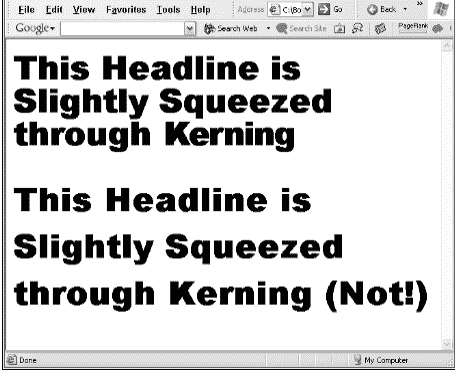 File Edit View Favorites Tools Help Address C:\Bo Go Back »
Google Search Web Search Site PageRank
This Headline is
Slightly Squeezed
through Kerning
This Headline is
Slightly Squeezed
through Kerning (Not!)
Done My Computer